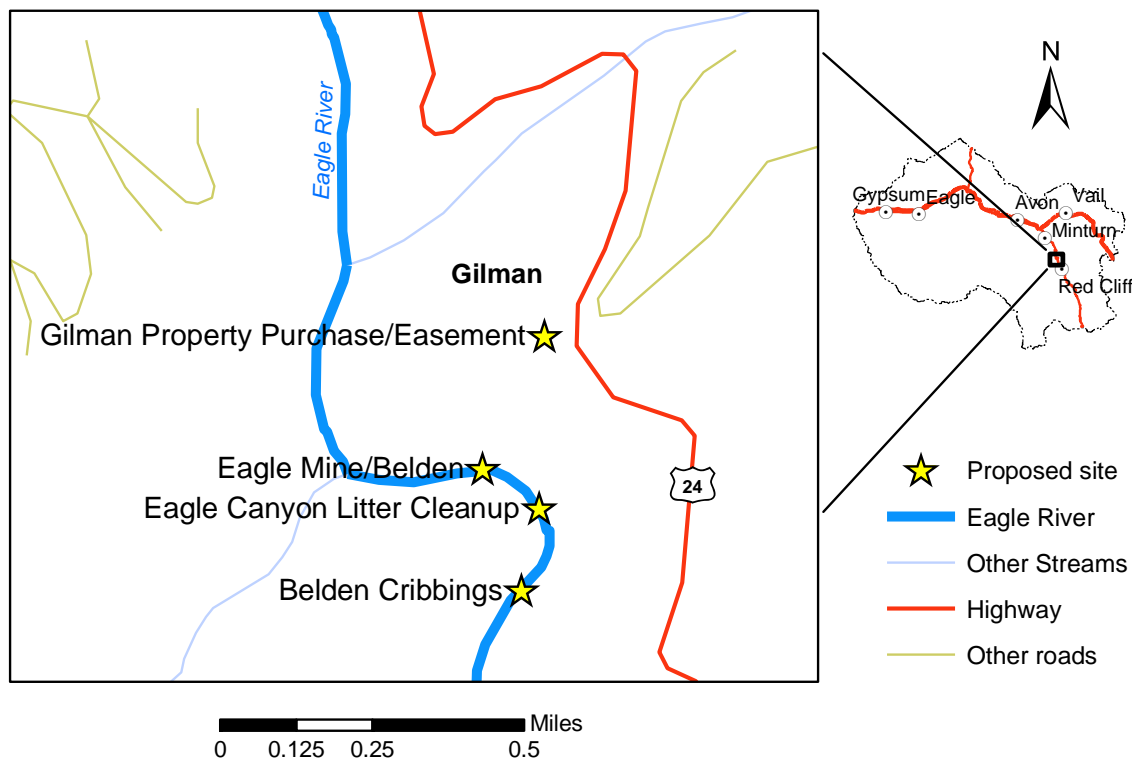 Eagle River
Gilman
Gilman Property Purchase/Easement
Eagle Mine/Belden
Eagle Canyon Litter Cleanup
Belden Cribbings
24
N
Gypsum
Eagle
Avon
Vail
Minturn
Red Cliff
Proposed site
Eagle River
Other Streams
Highway
Other roads
Miles
0 0.125 0.25 0.5